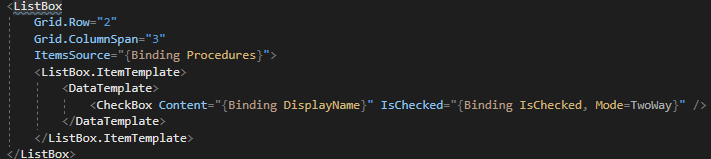 <ListBox
Grid.Row="2"
Grid.ColumnSpan="3"
ItemsSource="{Binding Procedures}">
<ListBox.ItemTemplate>
<DataTemplate>
<CheckBox Content="{Binding DisplayName}" IsChecked="{Binding IsChecked, Mode=TwoWay}" />
</DataTemplate>
</ListBox.ItemTemplate>
</ListBox>